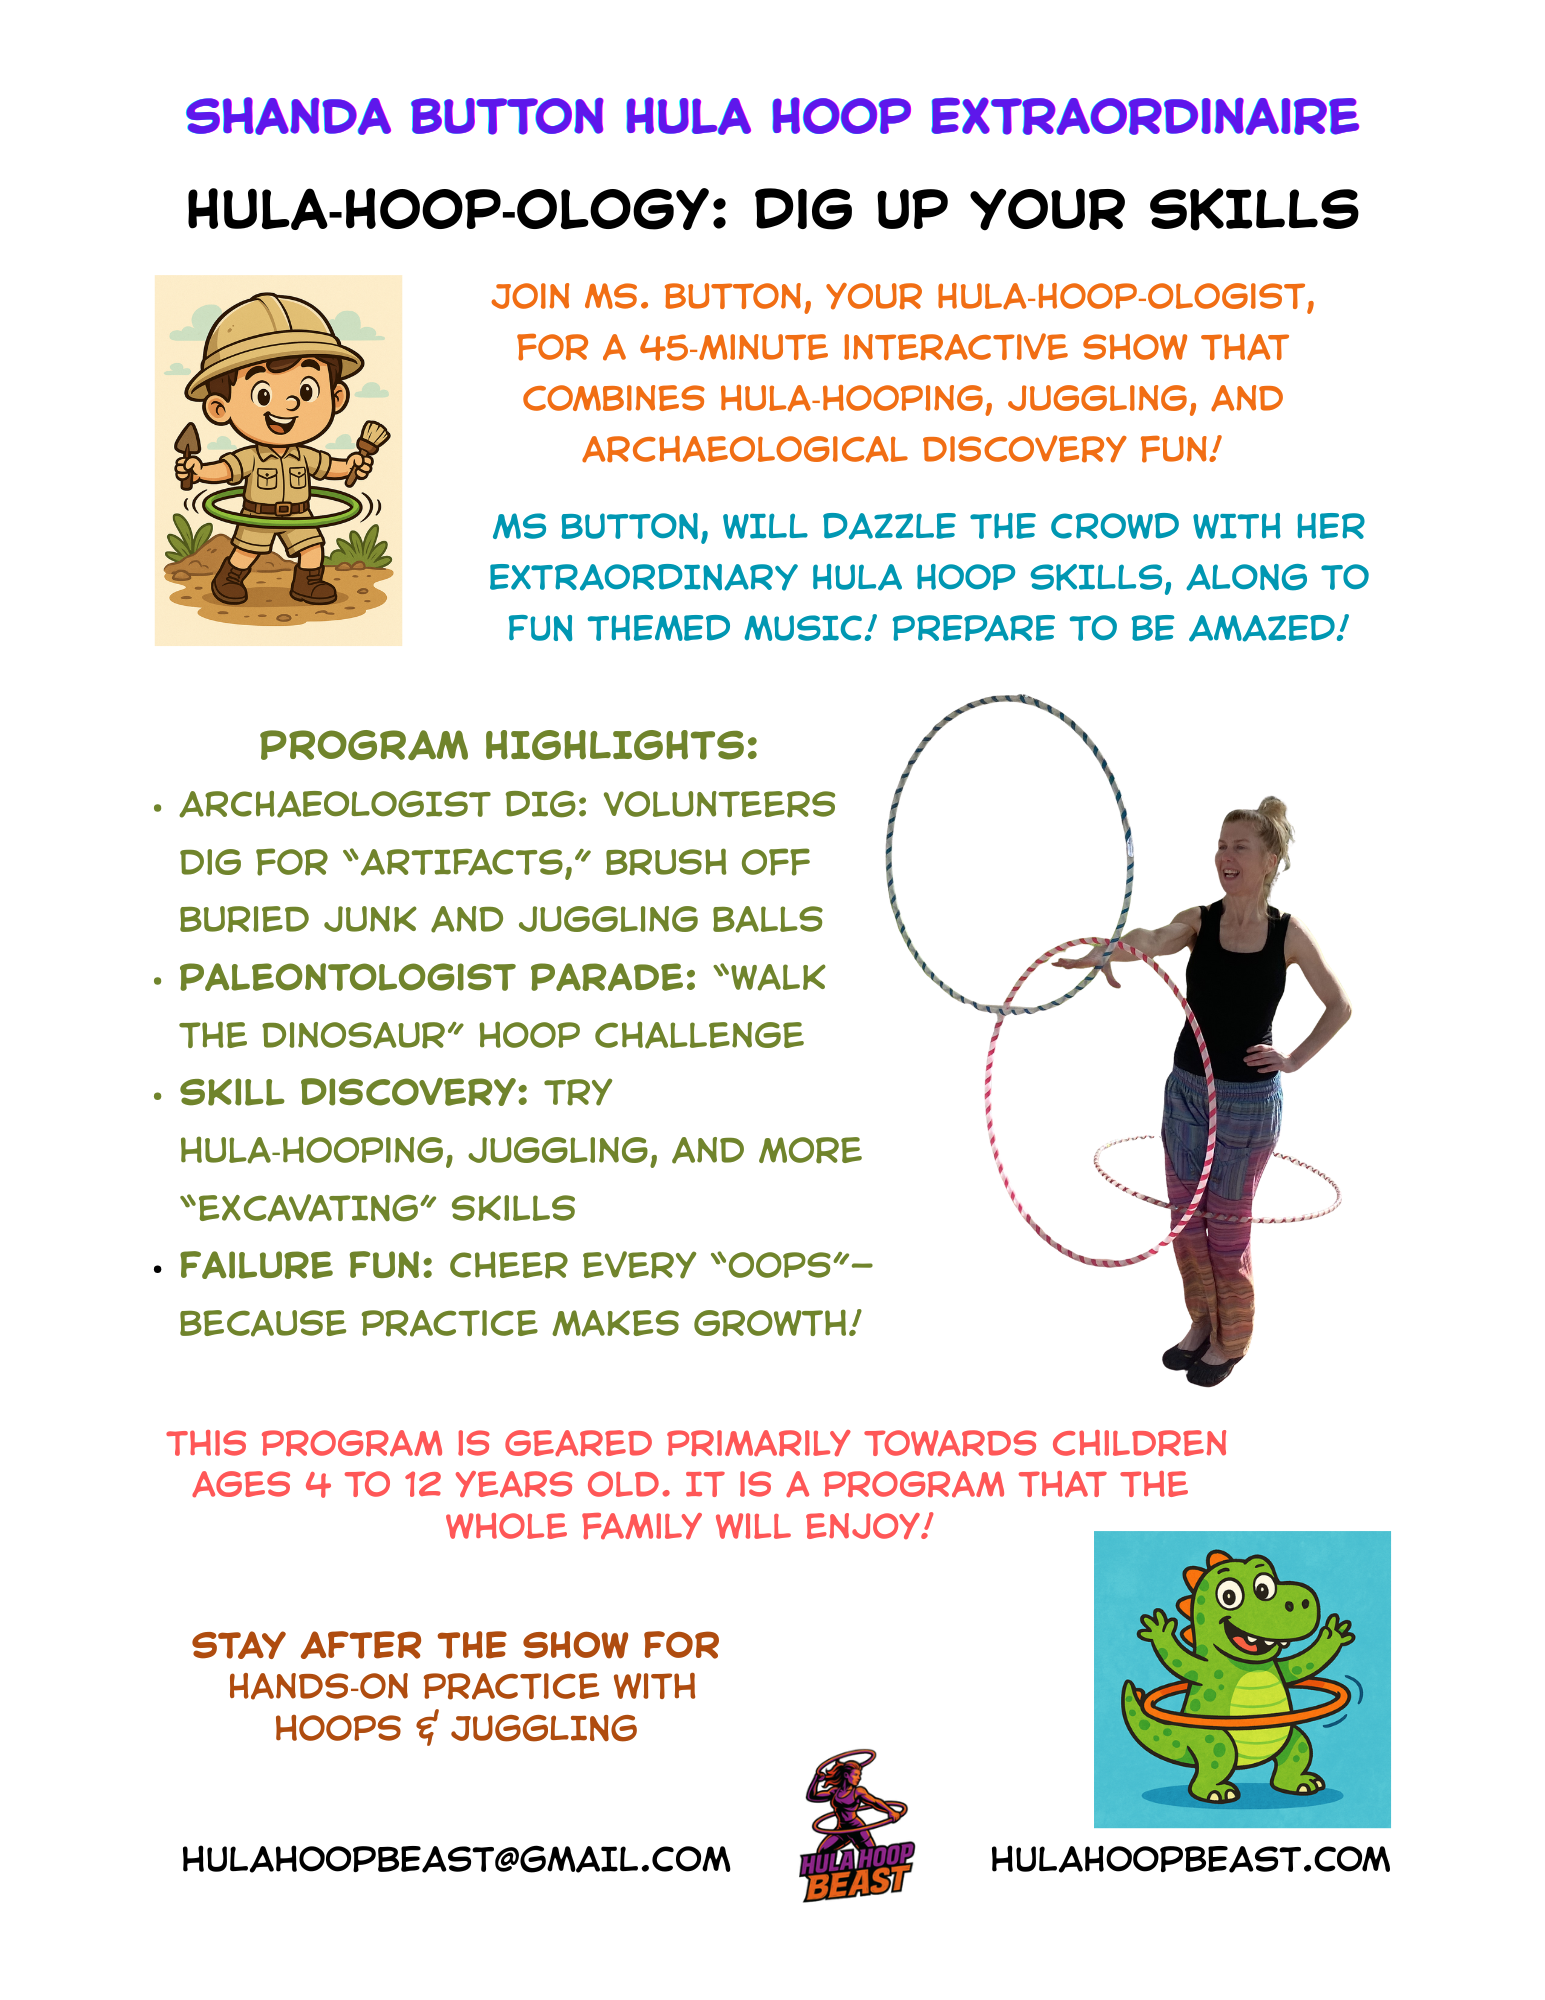 SHANDA BUTTON HULA HOOP EXTRAORDINAIRE
HULA-HOOP-OLOGY: DIG UP YOUR SKILLS
JOIN MS. BUTTON, YOUR HULA-HOOP-OLOGIST,
FOR A 45-MINUTE INTERACTIVE SHOW THAT
COMBINES HULA-HOOPING, JUGGLING, AND
ARCHAEOLOGICAL DISCOVERY FUN!
MS BUTTON, WILL DAZZLE THE CROWD WITH HER
EXTRAORDINARY HULA HOOP SKILLS, ALONG TO
FUN THEMED MUSIC! PREPARE TO BE AMAZED!
PROGRAM HIGHLIGHTS:
• ARCHAEOLOGIST DIG: VOLUNTEERS
DIG FOR “ARTIFACTS,” BRUSH OFF
BURIED JUNK AND JUGGLING BALLS
• PALEONTOLOGIST PARADE: “WALK
THE DINOSAUR” HOOP CHALLENGE
• SKILL DISCOVERY: TRY
HULA-HOOPING, JUGGLING, AND MORE
“EXCAVATING” SKILLS
• FAILURE FUN: CHEER EVERY “OOPS”—
BECAUSE PRACTICE MAKES GROWTH!
THIS PROGRAM IS GEARED PRIMARILY TOWARDS CHILDREN
AGES 4 TO 12 YEARS OLD. IT IS A PROGRAM THAT THE
WHOLE FAMILY WILL ENJOY!
STAY AFTER THE SHOW FOR
HANDS-ON PRACTICE WITH
HOOPS & JUGGLING
HULAHOOPBEAST@GMAIL.COM
HULA HOOP
BEAST
HULAHOOPBEAST.COM